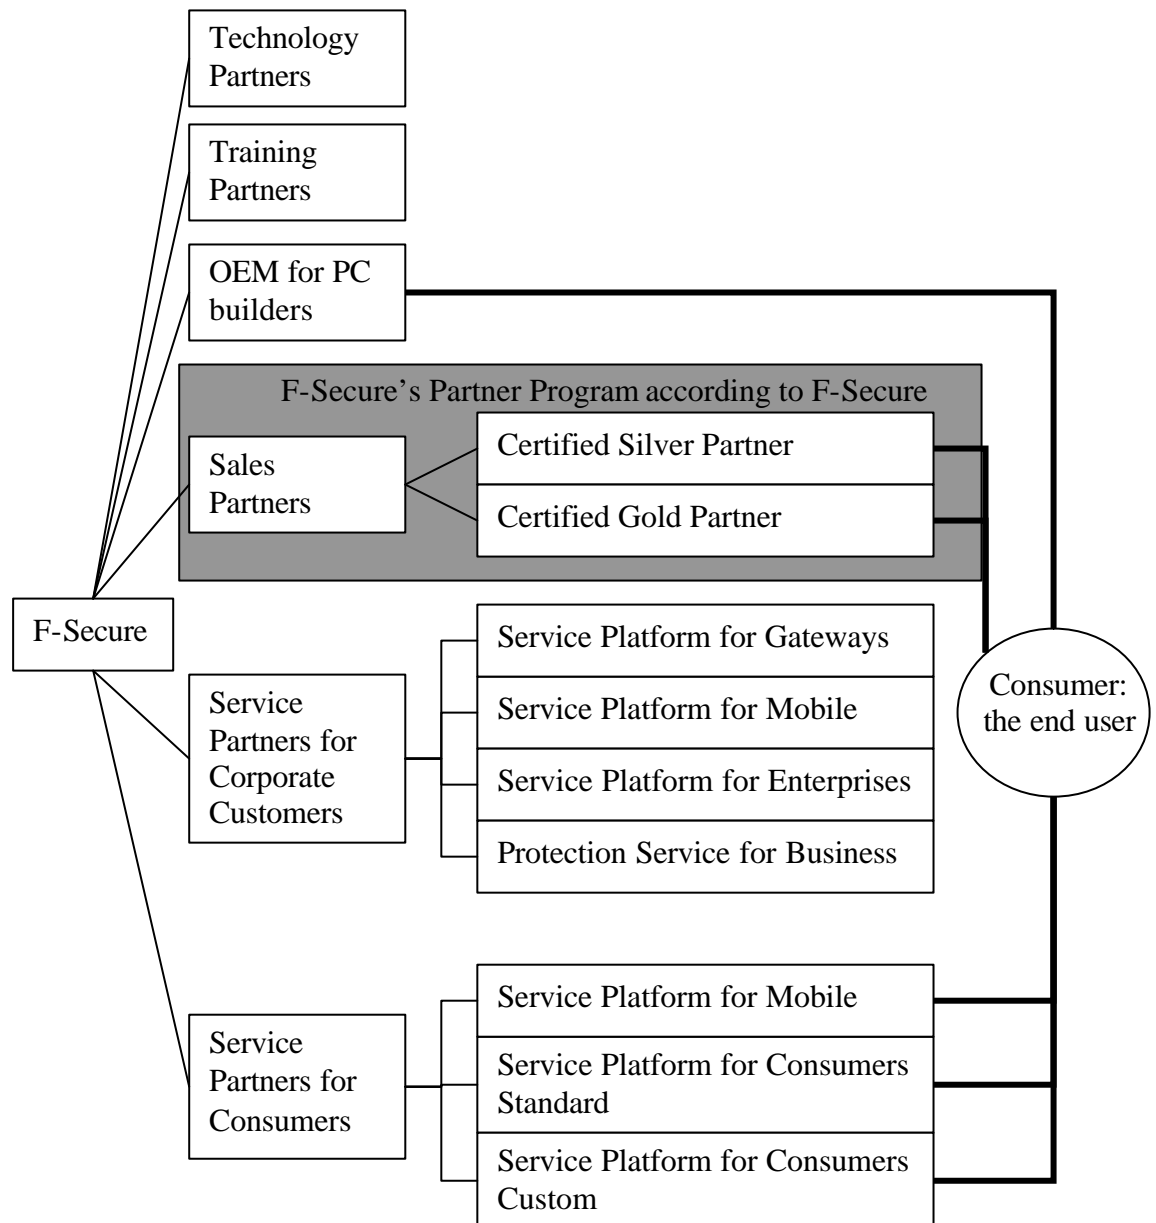 Technology
Partners
Training
Partners
OEM for PC
builders
F-Secure's Partner Program according to F-Secure
Sales
Partners
Certified Silver Partner
Certified Gold Partner
F-Secure
Service
Partners for
Corporate
Customers
Service Platform for Gateways
Service Platform for Mobile
Service Platform for Enterprises
Protection Service for Business
Consumer:
the end user
Service
Partners for
Consumers
Service Platform for Mobile
Service Platform for Consumers
Standard
Service Platform for Consumers
Custom